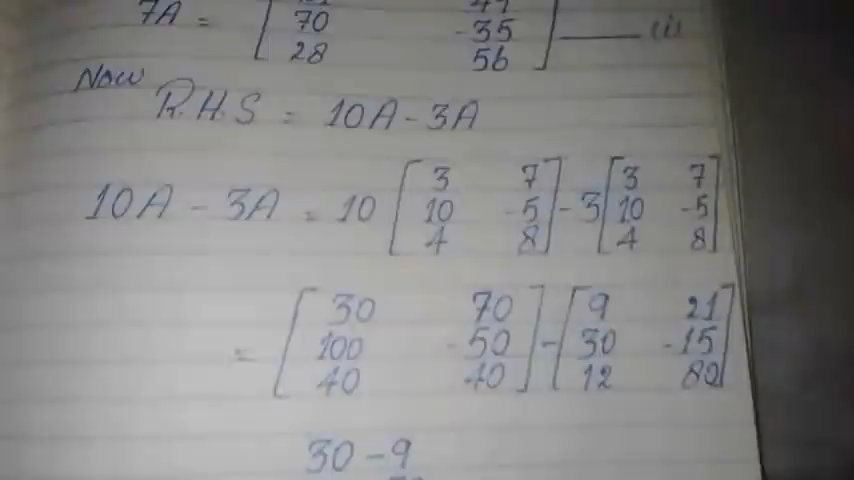 7A = [ 49
70 -35
28 56 ] —— (i)
Now
R.H.S = 10A - 3A
10A - 3A = 10 [ 3 7
10 -5
4 8 ] - 3 [ 3 7
10 -5
4 8 ]
= [ 30 70
100 -50
40 40 ] - [ 9 21
30 -15
12 80 ]
30 - 9